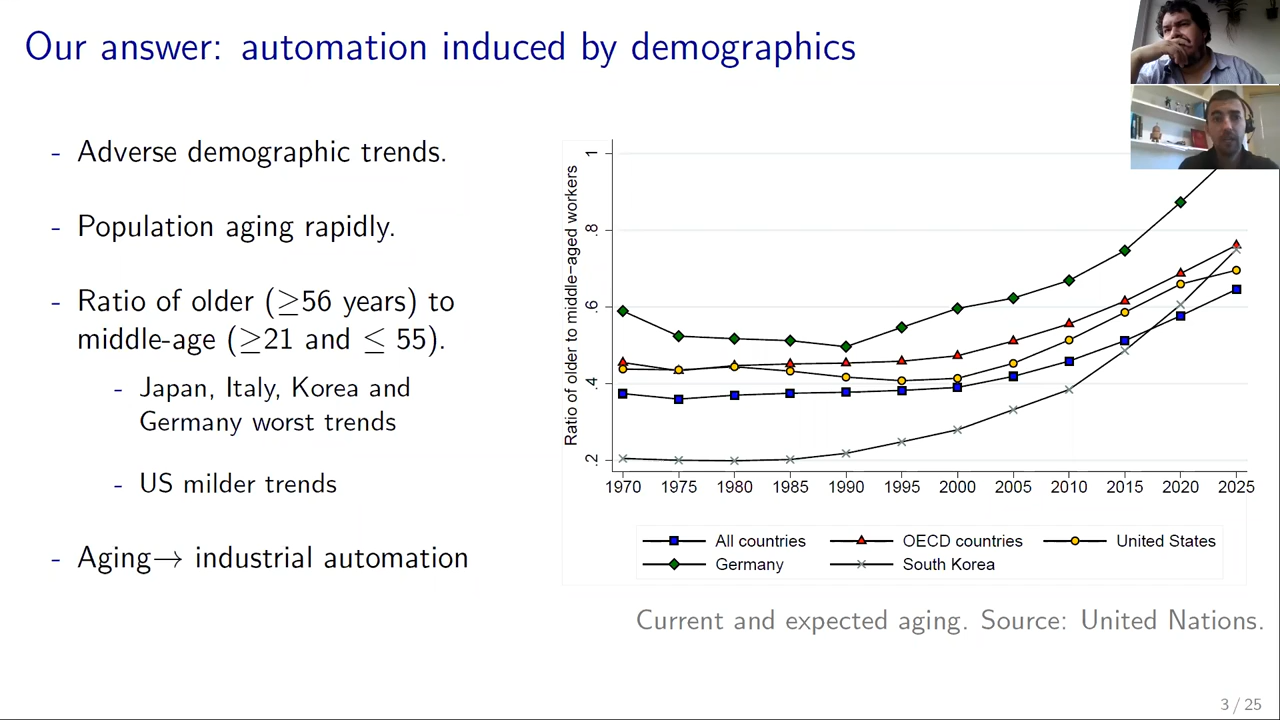 Our answer: automation induced by demographics
- Adverse demographic trends.
- Population aging rapidly.
- Ratio of older (≥56 years) to
middle-age (≥21 and ≤ 55).
- Japan, Italy, Korea and
Germany worst trends
- US milder trends
- Aging→ industrial automation
Ratio of older to middle−aged workers
1
.8
.6
.4
.2
1970 1975 1980 1985 1990 1995 2000 2005 2010 2015 2020 2025
All countries OECD countries United States
Germany South Korea
Current and expected aging. Source: United Nations.
3 / 25